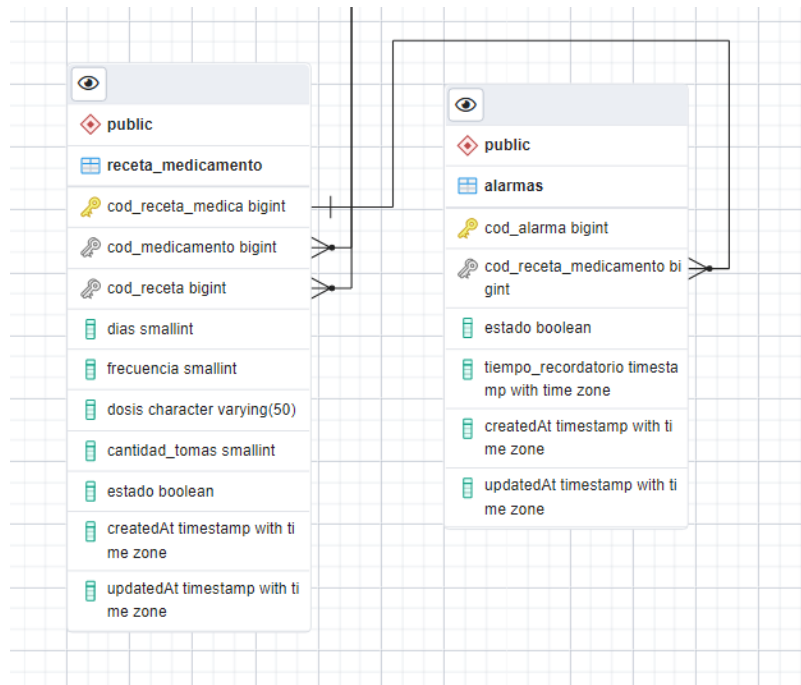 public
receta_medicamento
cod_receta_medica bigint
cod_medicamento bigint
cod_receta bigint
dias smallint
frecuencia smallint
dosis character varying(50)
cantidad_tomas smallint
estado boolean
createdAt timestamp with ti
me zone
updatedAt timestamp with ti
me zone
public
alarmas
cod_alarma bigint
cod_receta_medicamento bi
gint
estado boolean
tiempo_recordatorio timesta
mp with time zone
createdAt timestamp with ti
me zone
updatedAt timestamp with ti
me zone